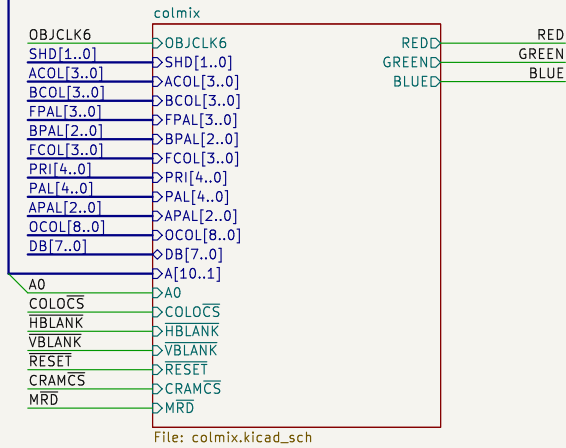 colmix
OBJCLK6 OBJCLK6 RED RED
SHD[1..0] SHD[1..0] GREEN GREEN
ACOL[3..0] ACOL[3..0] BLUE BLUE
BCOL[3..0] BCOL[3..0]
FPAL[3..0] FPAL[3..0]
BPAL[2..0] BPAL[2..0]
FCOL[3..0] FCOL[3..0]
PRI[4..0] PRI[4..0]
PAL[4..0] PAL[4..0]
APAL[2..0] APAL[2..0]
OCOL[8..0] OCOL[8..0]
DB[7..0] DB[7..0]
A[10..1]
A0 A0
COLOCS COLOCS
HBLANK HBLANK
VBLANK VBLANK
RESET RESET
CRAMCS CRAMCS
MRD MRD
File: colmix.kicad_sch